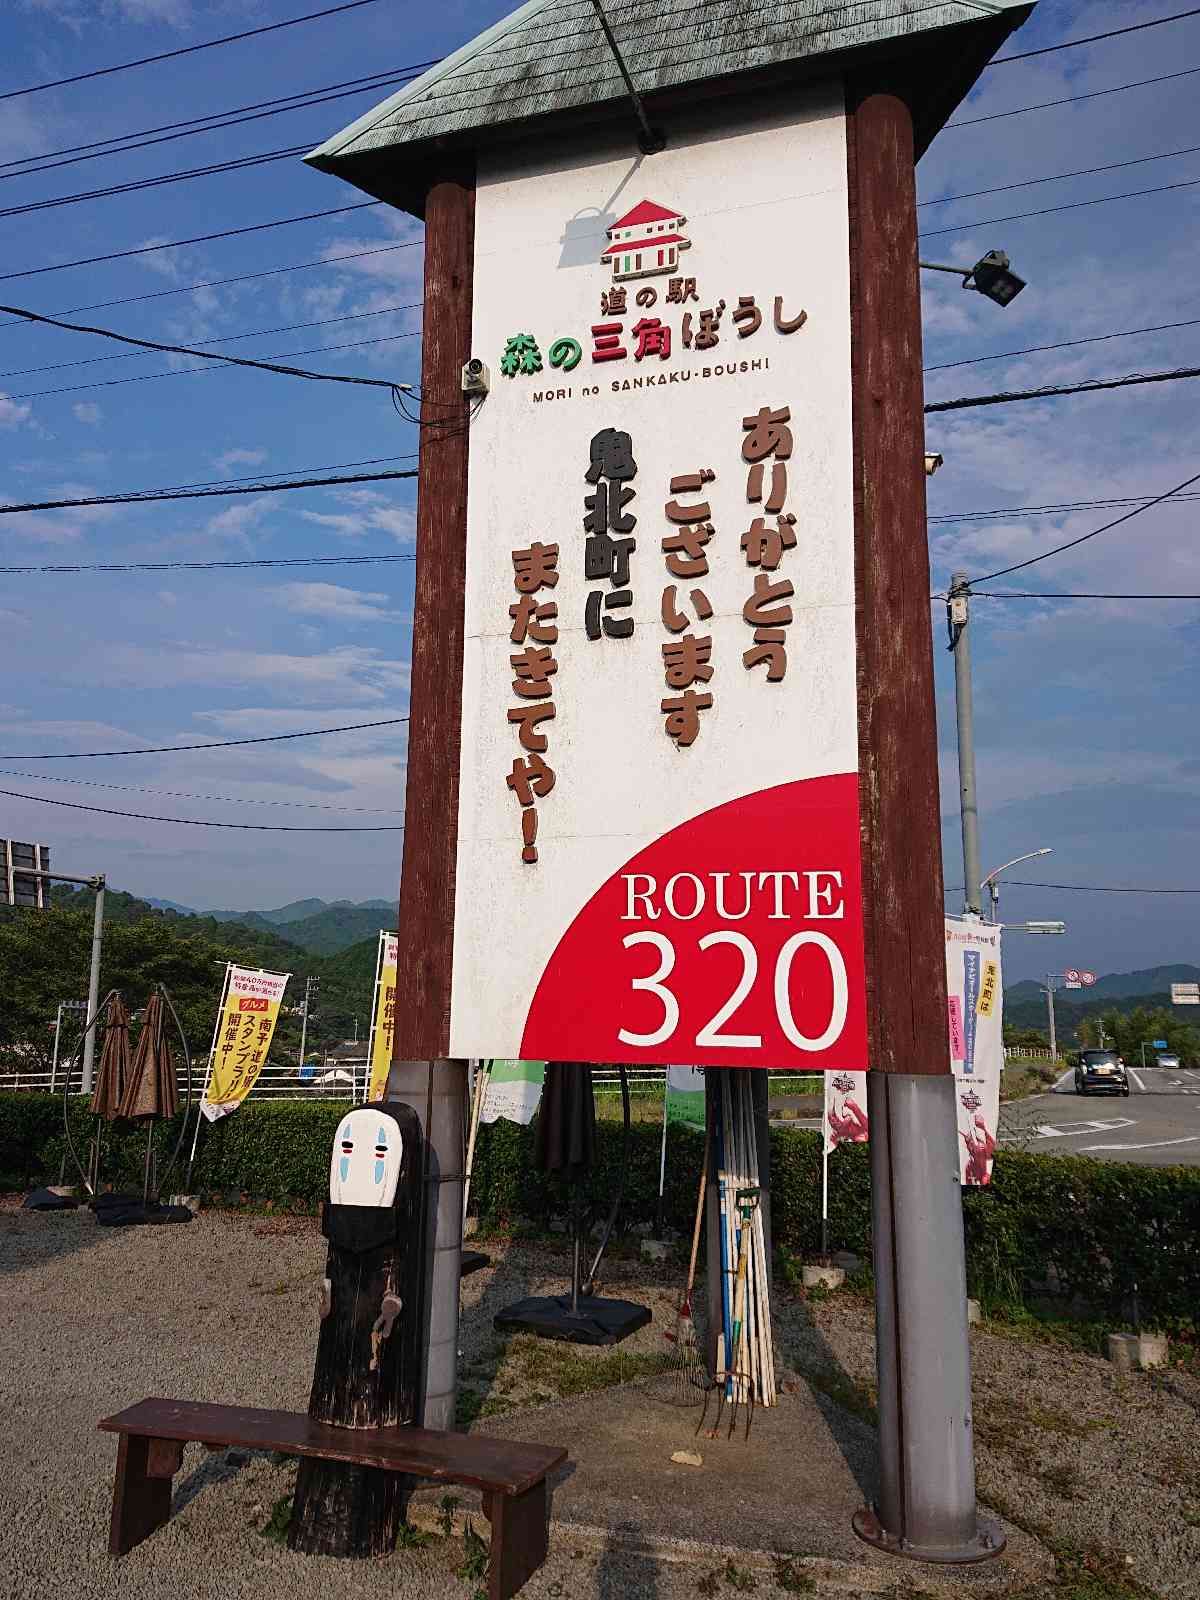 道の駅
森の三角ぼうし
MORI no SANKAKU-BOUSHI
ありがとう
ございます
鬼北町に
またきてや!
ROUTE
320
グルメ
南予 道の駅
スタンプラリー
開催中!
開催中!
鬼北町は